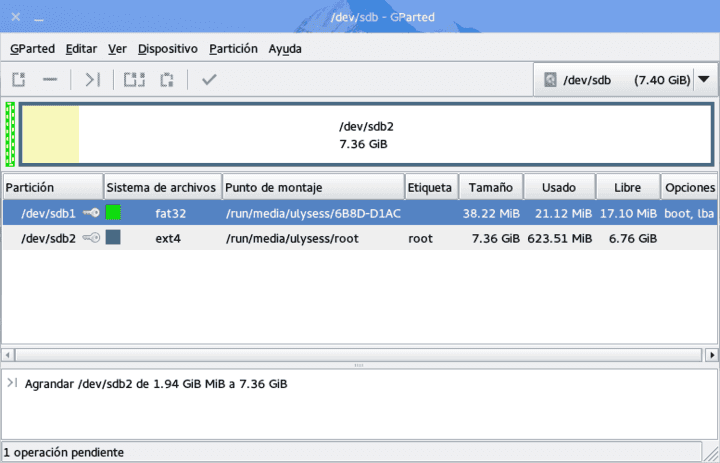 /dev/sdb - GParted
GParted Editar Ver Dispositivo Partición Ayuda
/dev/sdb (7.40 GiB)
/dev/sdb2
7.36 GiB
Partición Sistema de archivos Punto de montaje Etiqueta Tamaño Usado Libre Opciones
/dev/sdb1 fat32 /run/media/ulysess/6B8D-D1AC 38.22 MiB 21.12 MiB 17.10 MiB boot, lba
/dev/sdb2 ext4 /run/media/ulysess/root root 7.36 GiB 623.51 MiB 6.76 GiB
Agrandar /dev/sdb2 de 1.94 GiB MiB a 7.36 GiB
1 operación pendiente